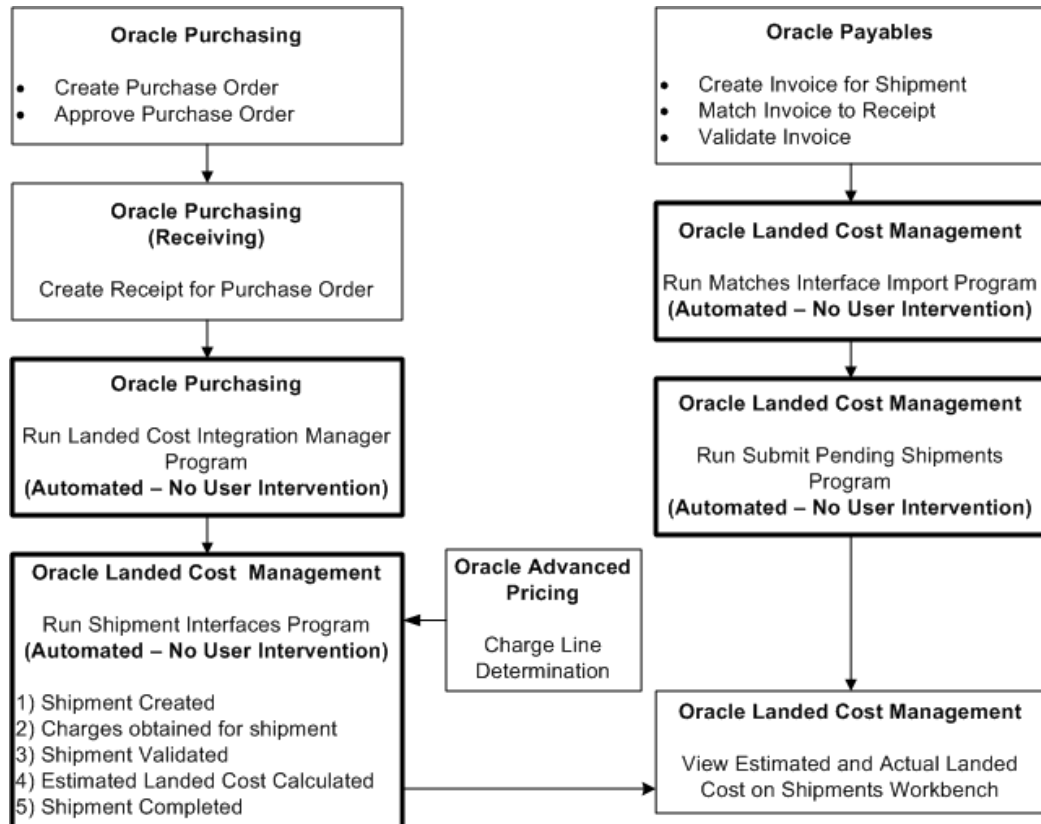 Oracle Purchasing
• Create Purchase Order
• Approve Purchase Order
Oracle Purchasing
(Receiving)
Create Receipt for Purchase Order
Oracle Purchasing
Run Landed Cost Integration Manager
Program
(Automated – No User Intervention)
Oracle Landed Cost Management
Run Shipment Interfaces Program
(Automated – No User Intervention)
1) Shipment Created
2) Charges obtained for shipment
3) Shipment Validated
4) Estimated Landed Cost Calculated
5) Shipment Completed
Oracle Advanced
Pricing
Charge Line
Determination
Oracle Payables
• Create Invoice for Shipment
• Match Invoice to Receipt
• Validate Invoice
Oracle Landed Cost Management
Run Matches Interface Import Program
(Automated – No User Intervention)
Oracle Landed Cost Management
Run Submit Pending Shipments
Program
(Automated – No User Intervention)
Oracle Landed Cost Management
View Estimated and Actual Landed
Cost on Shipments Workbench